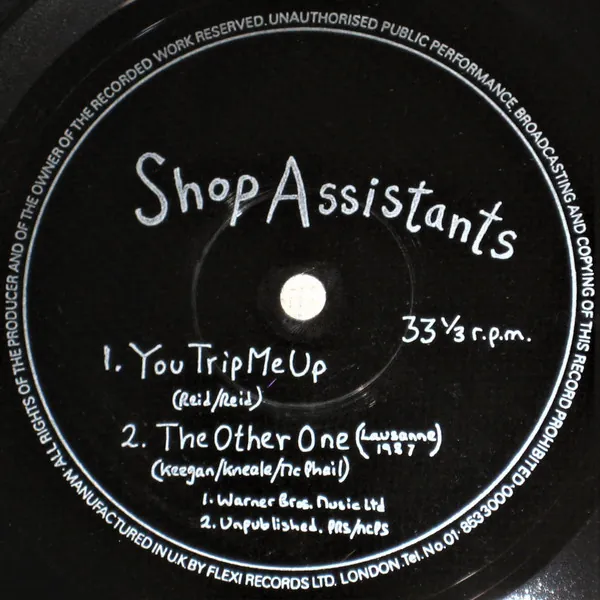 ALL RIGHTS OF THE PRODUCER AND OF THE OWNER OF THE RECORDED WORK RESERVED. UNAUTHORISED PUBLIC PERFORMANCE, BROADCASTING AND COPYING OF THIS RECORD PROHIBITED · MANUFACTURED IN U.K BY FLEXI RECORDS LTD. LONDON. Tel. No. 01-853 3000 ·
Shop Assistants
33 1/3 r.p.m.
1. You Trip Me Up
(Reid/Reid)
2. The Other One (Lausanne) 1987
(Keegan/Kneale/McPhail)
1. Warner Bros. Music Ltd
2. Unpublished. PRS/MCPS